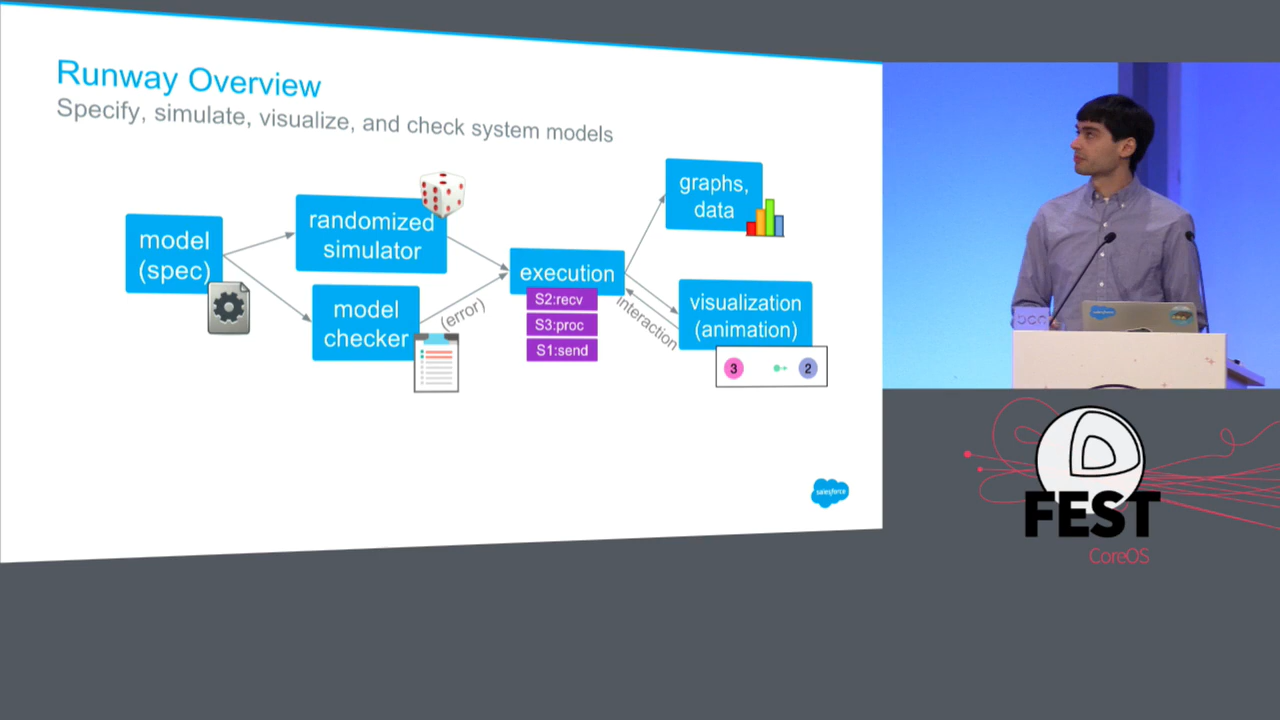 Runway Overview
Specify, simulate, visualize, and check system models
model
(spec)
randomized
simulator
model
checker
(error)
execution
S2:recv
S3:proc
S1:send
Interaction
graphs,
data
visualization
(animation)
3
2
salesforce
salesforce
FEST
CoreOS